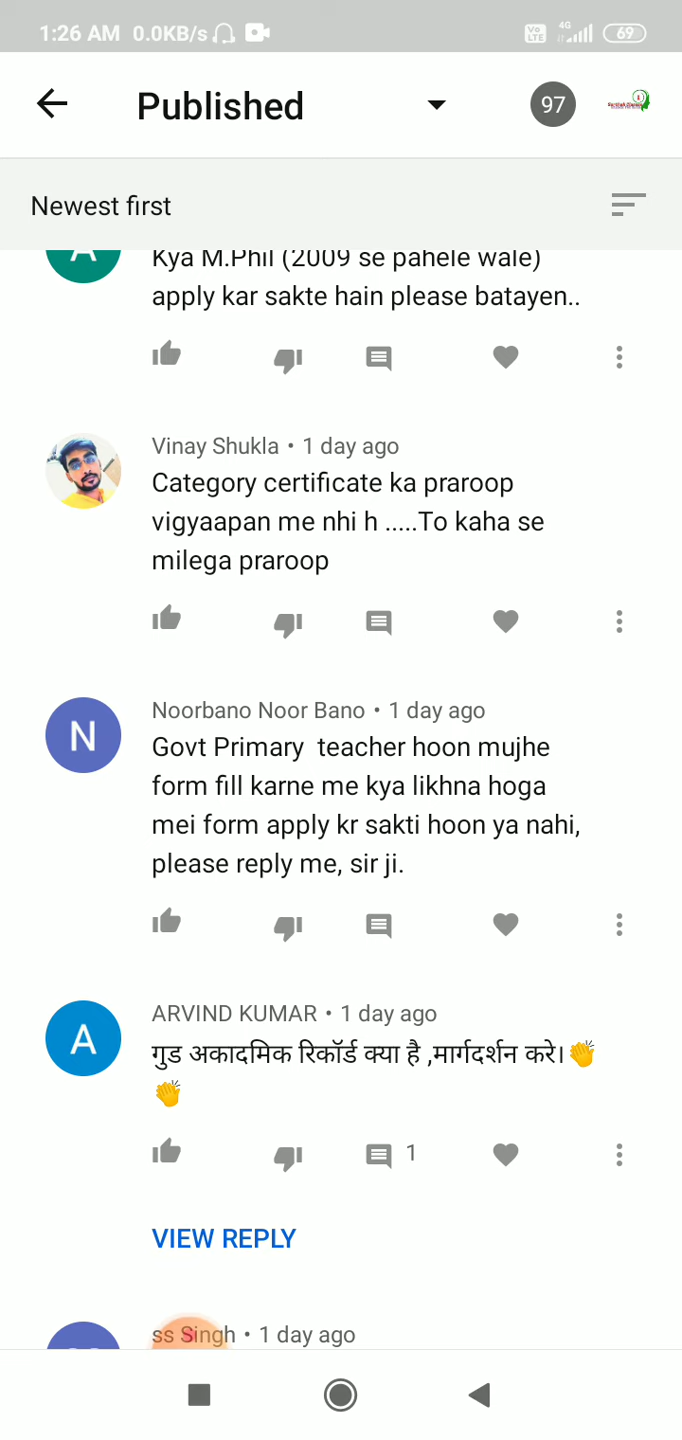 1:26 AM 0.0KB/s
Vo LTE 4G 69
Published
97
Newest first
Kya M.Phil (2009 se pahele wale)
apply kar sakte hain please batayen..
Vinay Shukla • 1 day ago
Category certificate ka praroop
vigyaapan me nhi h .....To kaha se
milega praroop
N
Noorbano Noor Bano • 1 day ago
Govt Primary  teacher hoon mujhe
form fill karne me kya likhna hoga
mei form apply kr sakti hoon ya nahi,
please reply me, sir ji.
A
ARVIND KUMAR • 1 day ago
गुड अकादमिक रिकॉर्ड क्या है ,मार्गदर्शन करे।👏
👏
1
VIEW REPLY
ss Singh • 1 day ago